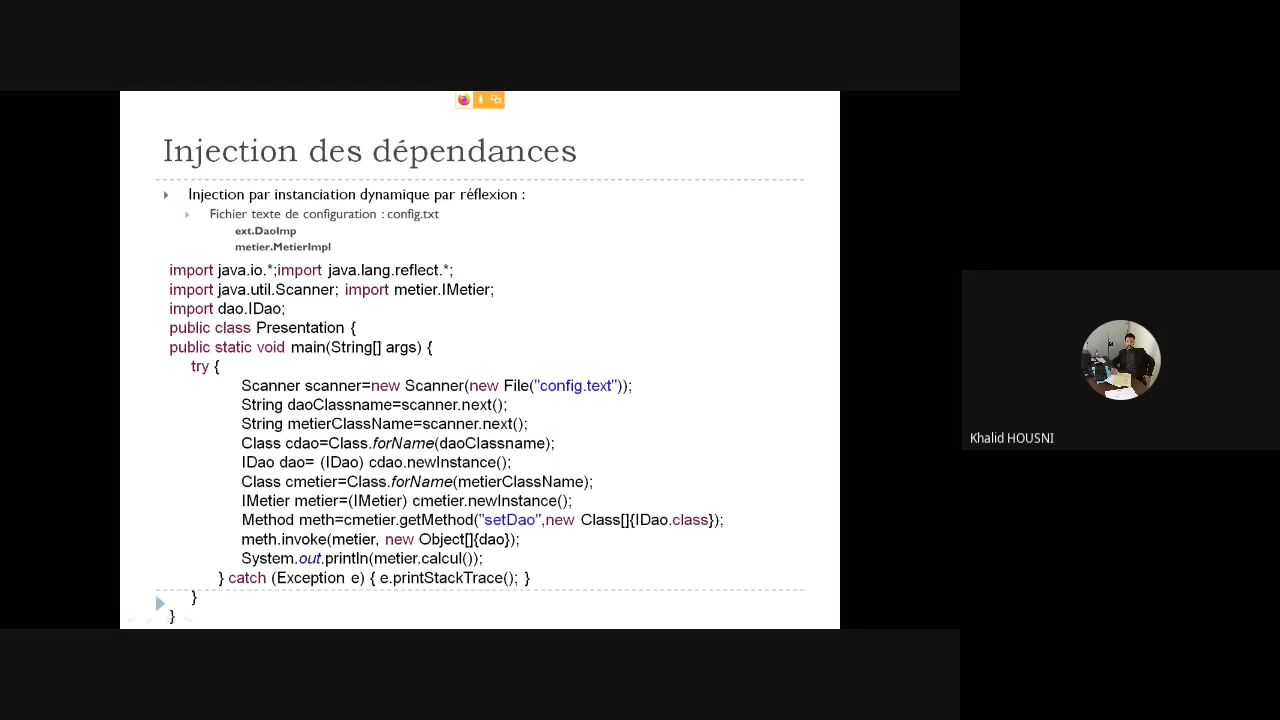 Injection des dépendances
Injection par instanciation dynamique par réflexion :
Fichier texte de configuration : config.txt
ext.DaoImp
metier.MetierImpl
import java.io.*;import java.lang.reflect.*;
import java.util.Scanner; import metier.IMetier;
import dao.IDao;
public class Presentation {
public static void main(String[] args) {
try {
Scanner scanner=new Scanner(new File("config.text"));
String daoClassname=scanner.next();
String metierClassName=scanner.next();
Class cdao=Class.forName(daoClassname);
IDao dao= (IDao) cdao.newInstance();
Class cmetier=Class.forName(metierClassName);
IMetier metier=(IMetier) cmetier.newInstance();
Method meth=cmetier.getMethod("setDao",new Class[]{IDao.class});
meth.invoke(metier, new Object[]{dao});
System.out.println(metier.calcul());
} catch (Exception e) { e.printStackTrace(); }
}
}
Khalid HOUSNI